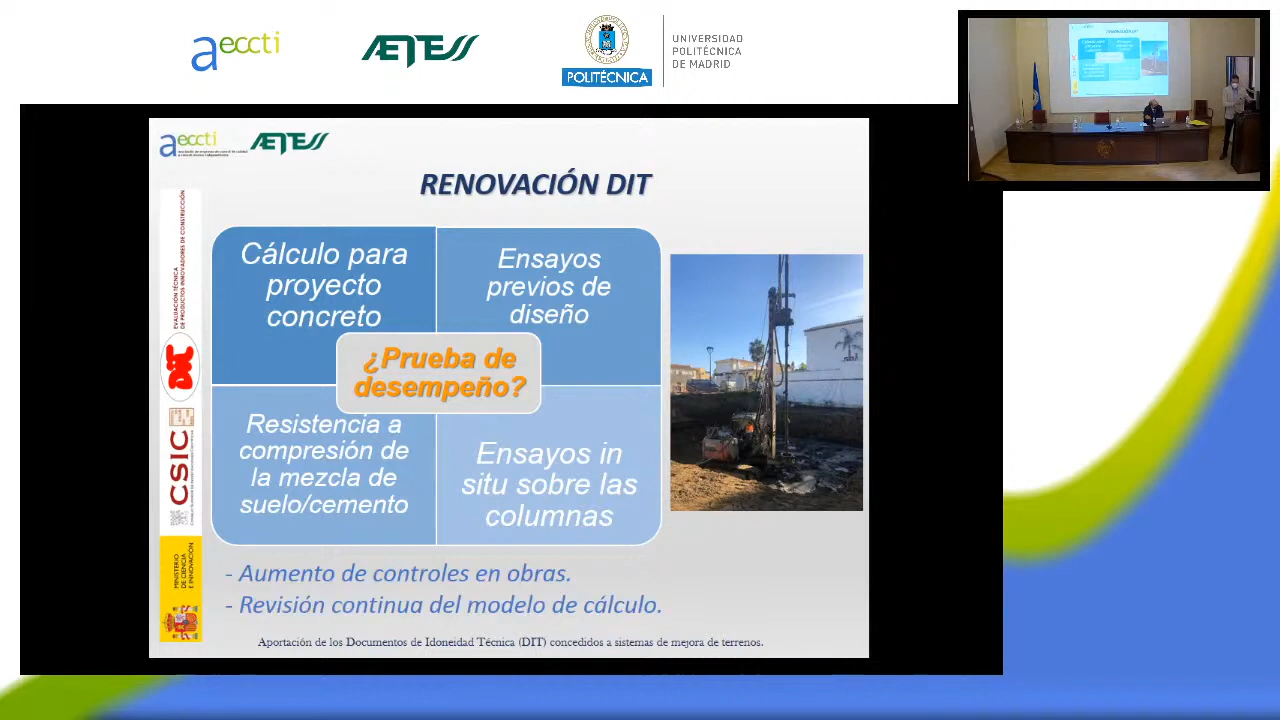 aeccti
AETESS
POLITÉCNICA
UNIVERSIDAD
POLITÉCNICA
DE MADRID
aeccti
AETESS
RENOVACIÓN DIT
EVALUACIÓN TÉCNICA
DE PRODUCTOS INNOVADORES DE CONSTRUCCIÓN
DIT
CSIC
MINISTERIO
DE CIENCIA
E INNOVACIÓN
Cálculo para
proyecto
concreto
Ensayos
previos de
diseño
¿Prueba de
desempeño?
Resistencia a
compresión de
la mezcla de
suelo/cemento
Ensayos in
situ sobre las
columnas
- Aumento de controles en obras.
- Revisión continua del modelo de cálculo.
Aportación de los Documentos de Idoneidad Técnica (DIT) concedidos a sistemas de mejora de terrenos.